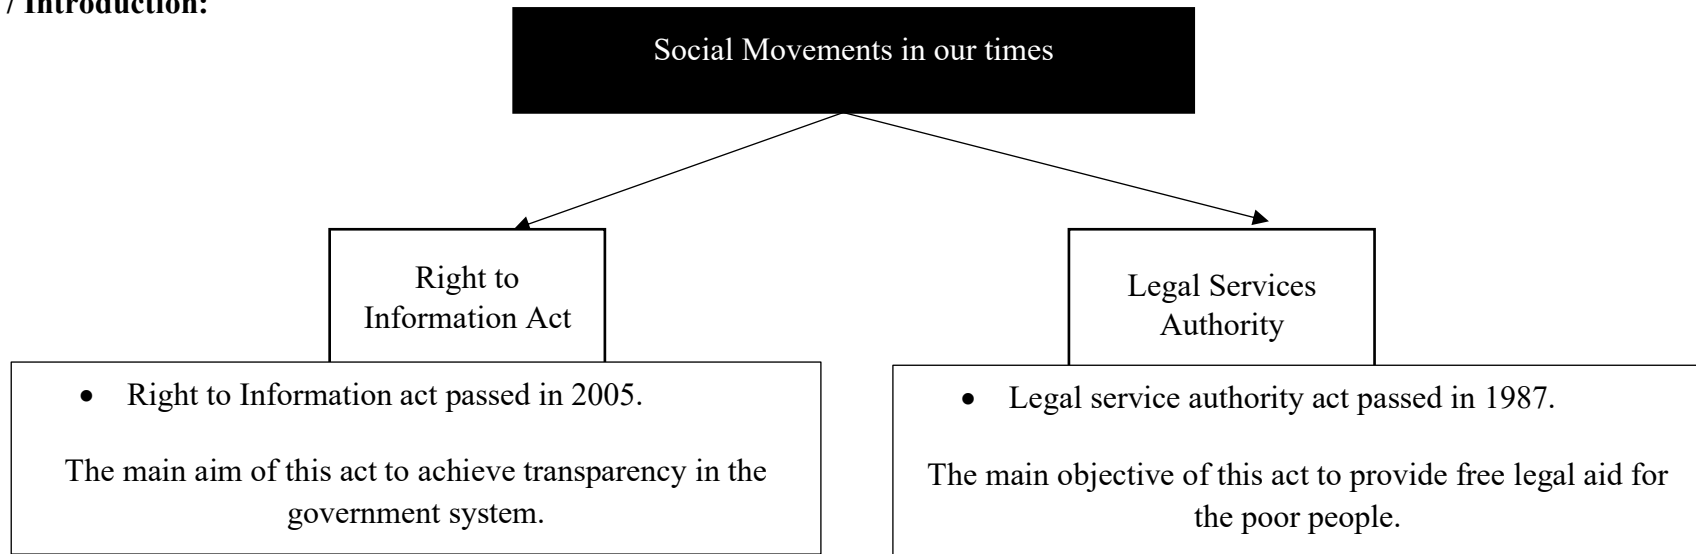 / Introduction:
Social Movements in our times
Right to
Information Act
Legal Services
Authority
• Right to Information act passed in 2005.
The main aim of this act to achieve transparency in the
government system.
• Legal service authority act passed in 1987.
The main objective of this act to provide free legal aid for
the poor people.